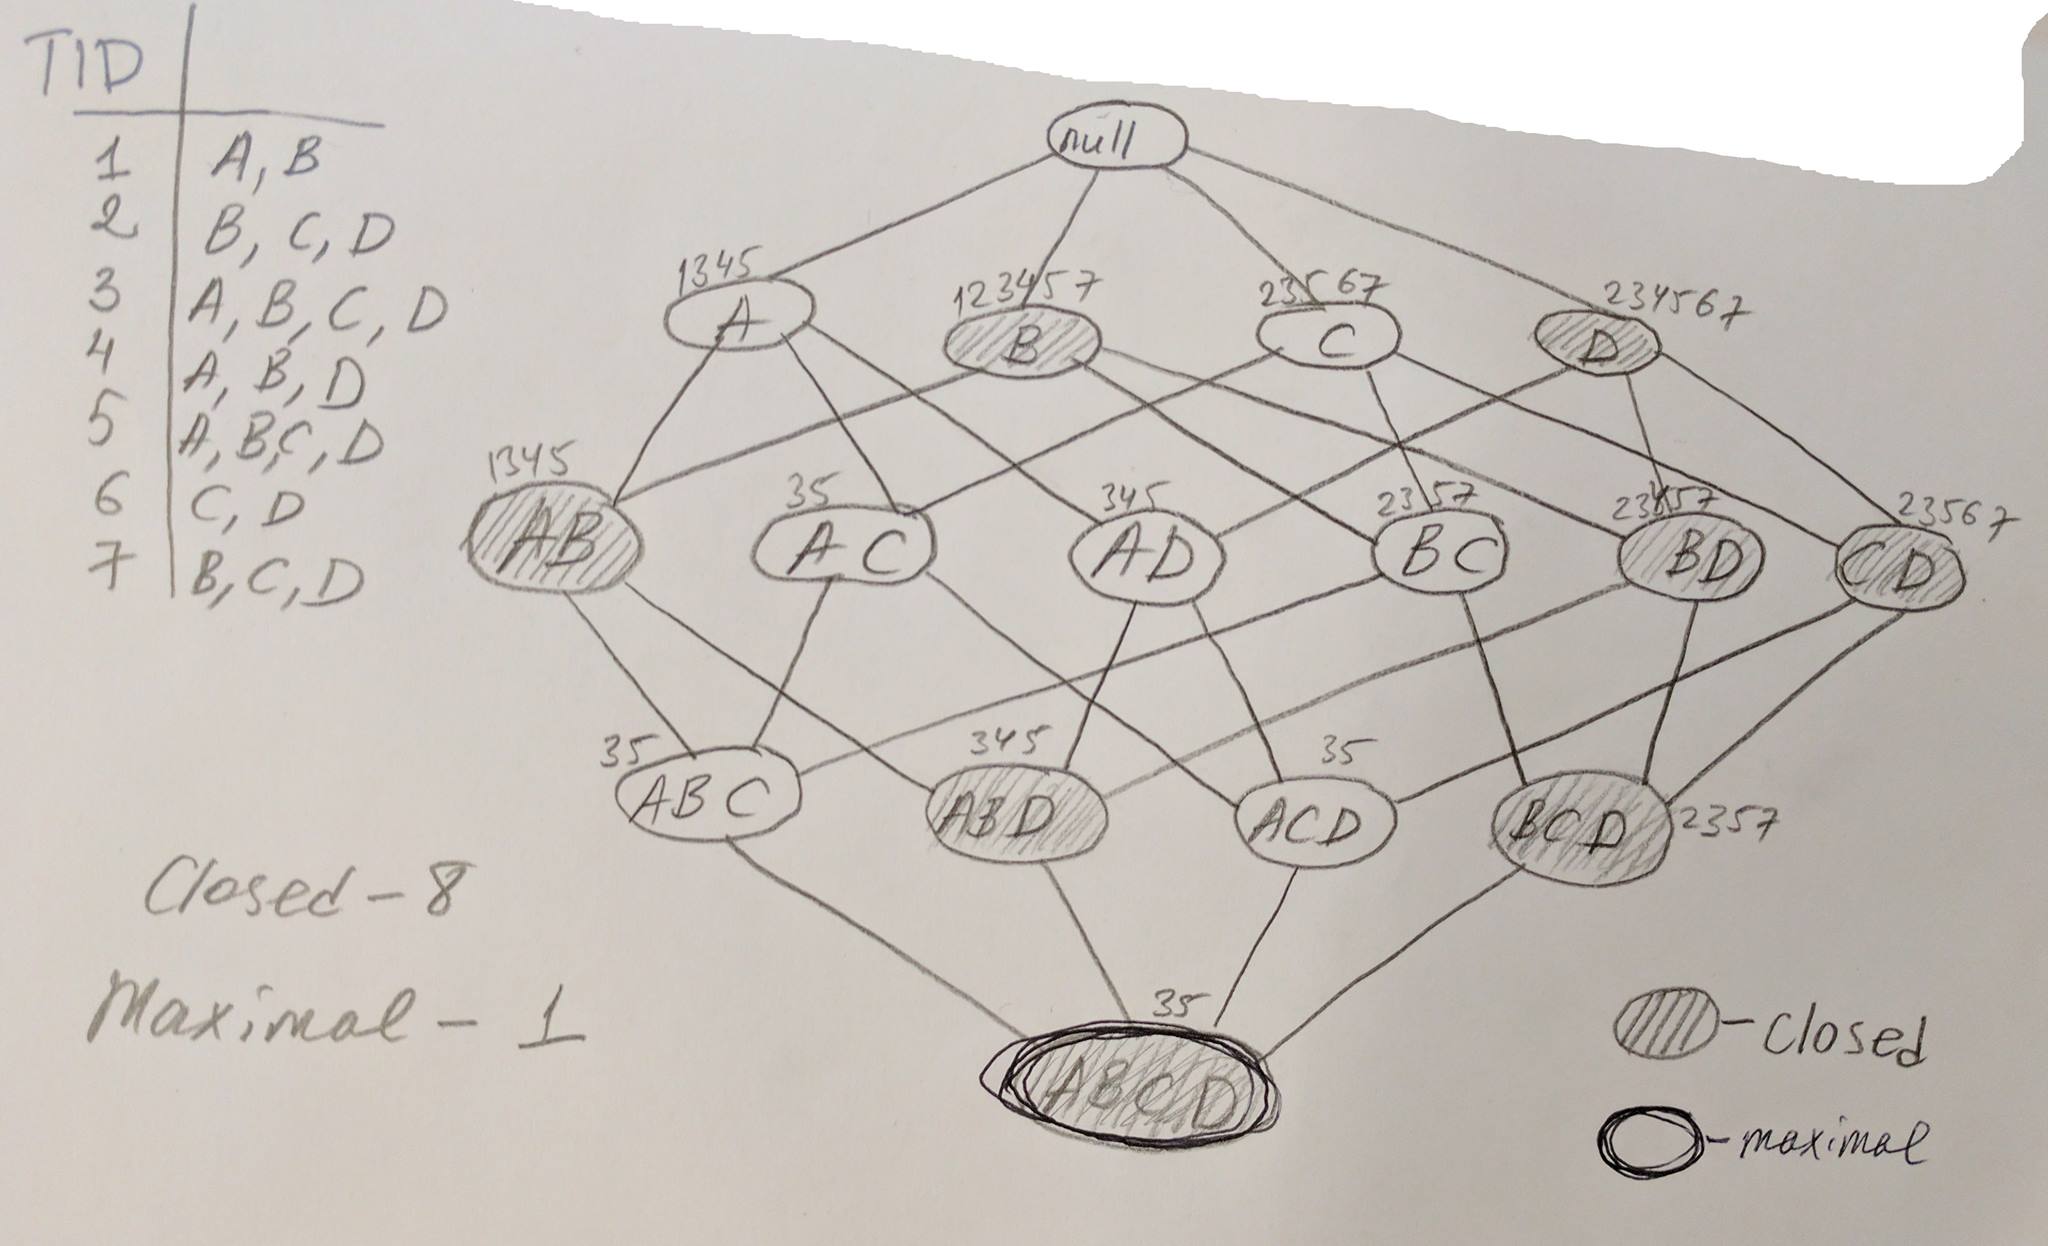 TID
1 A, B
2 B, C, D
3 A, B, C, D
4 A, B, D
5 A, B, C, D
6 C, D
7 B, C, D
null
1345 123457 23567 234567
A B C D
1345 35 345 2357 23457 23567
AB AC AD BC BD CD
35 345 35
ABC ABD ACD BCD 2357
35
ABCD
Closed - 8
Maximal - 1
- Closed
- maximal